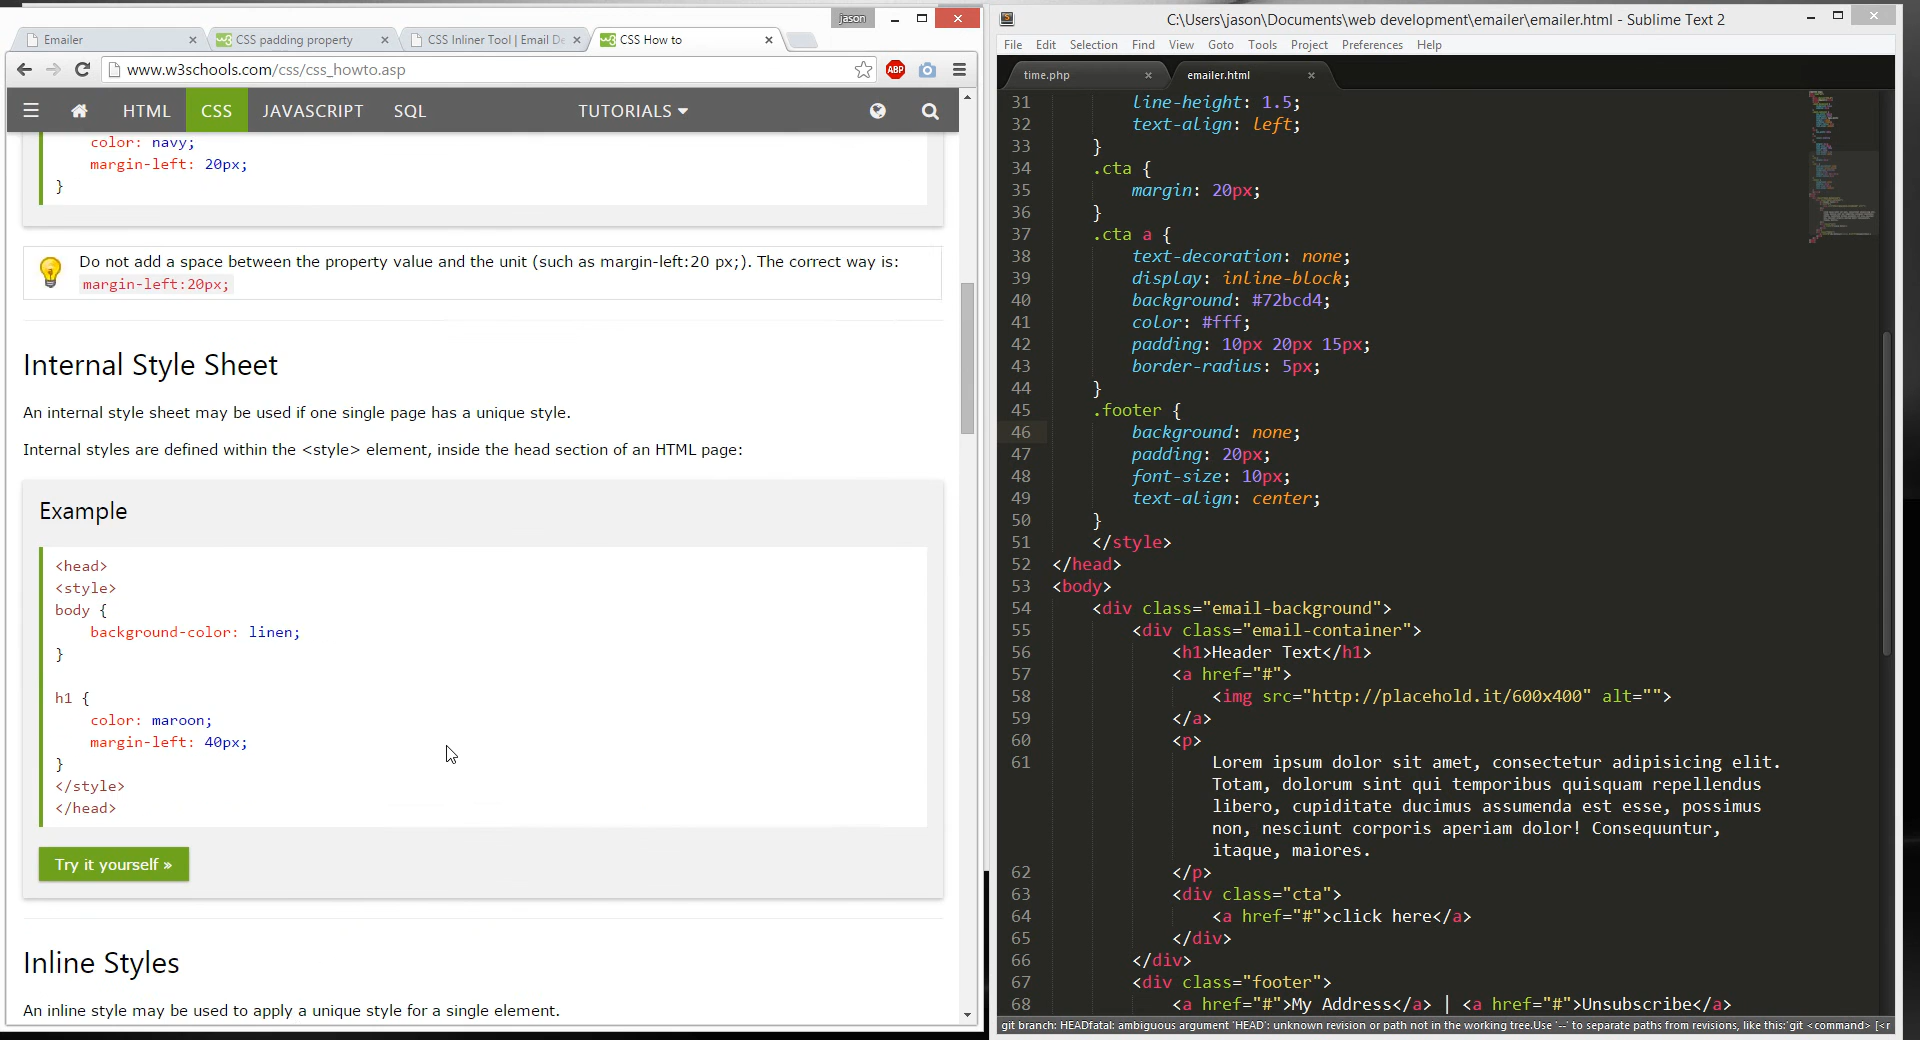 jason
Emailer
CSS padding property
CSS Inliner Tool | Email De
CSS How to
www.w3schools.com/css/css_howto.asp
ABP
HTML
CSS
JAVASCRIPT
SQL
TUTORIALS
color: navy;
margin-left: 20px;
}
Do not add a space between the property value and the unit (such as margin-left:20 px;). The correct way is:
margin-left:20px;
Internal Style Sheet
An internal style sheet may be used if one single page has a unique style.
Internal styles are defined within the <style> element, inside the head section of an HTML page:
Example
<head>
<style>
body {
background-color: linen;
}
h1 {
color: maroon;
margin-left: 40px;
}
</style>
</head>
Try it yourself »
Inline Styles
An inline style may be used to apply a unique style for a single element.
C:\Users\jason\Documents\web development\emailer\emailer.html - Sublime Text 2
File Edit Selection Find View Goto Tools Project Preferences Help
time.php
emailer.html
31 line-height: 1.5;
32 text-align: left;
33 }
34 .cta {
35 margin: 20px;
36 }
37 .cta a {
38 text-decoration: none;
39 display: inline-block;
40 background: #72bcd4;
41 color: #fff;
42 padding: 10px 20px 15px;
43 border-radius: 5px;
44 }
45 .footer {
46 background: none;
47 padding: 20px;
48 font-size: 10px;
49 text-align: center;
50 }
51 </style>
52 </head>
53 <body>
54 <div class="email-background">
55 <div class="email-container">
56 <h1>Header Text</h1>
57 <a href="#">
58 <img src="http://placehold.it/600x400" alt="">
59 </a>
60 <p>
61 Lorem ipsum dolor sit amet, consectetur adipisicing elit.
Totam, dolorum sint qui temporibus quisquam repellendus
libero, cupiditate ducimus assumenda est esse, possimus
non, nesciunt corporis aperiam dolor! Consequuntur,
itaque, maiores.
62 </p>
63 <div class="cta">
64 <a href="#">click here</a>
65 </div>
66 </div>
67 <div class="footer">
68 <a href="#">My Address</a> | <a href="#">Unsubscribe</a>
git branch: HEADfatal: ambiguous argument 'HEAD': unknown revision or path not in the working tree.Use '--' to separate paths from revisions, like this:'git <command> [<r